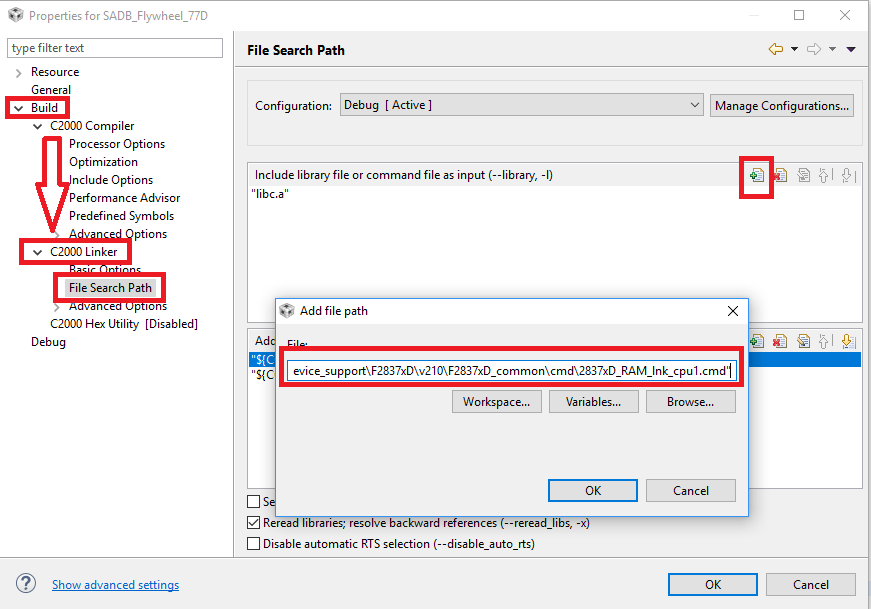 Properties for SADB_Flywheel_77D
type filter text
Resource
General
Build
C2000 Compiler
Processor Options
Optimization
Include Options
Performance Advisor
Predefined Symbols
Advanced Options
C2000 Linker
Basic Options
File Search Path
Advanced Options
C2000 Hex Utility [Disabled]
Debug
File Search Path
Configuration:
Debug [ Active ]
Manage Configurations...
Include library file or command file as input (--library, -l)
"libc.a"
Add
"${C
"${C
Add file path
File:
evice_support\F2837xD\v210\F2837xD_common\cmd\2837xD_RAM_lnk_cpu1.cmd"
Workspace...
Variables...
Browse...
OK
Cancel
Se
Reread libraries; resolve backward references (--reread_libs, -x)
Disable automatic RTS selection (--disable_auto_rts)
?
Show advanced settings
OK
Cancel